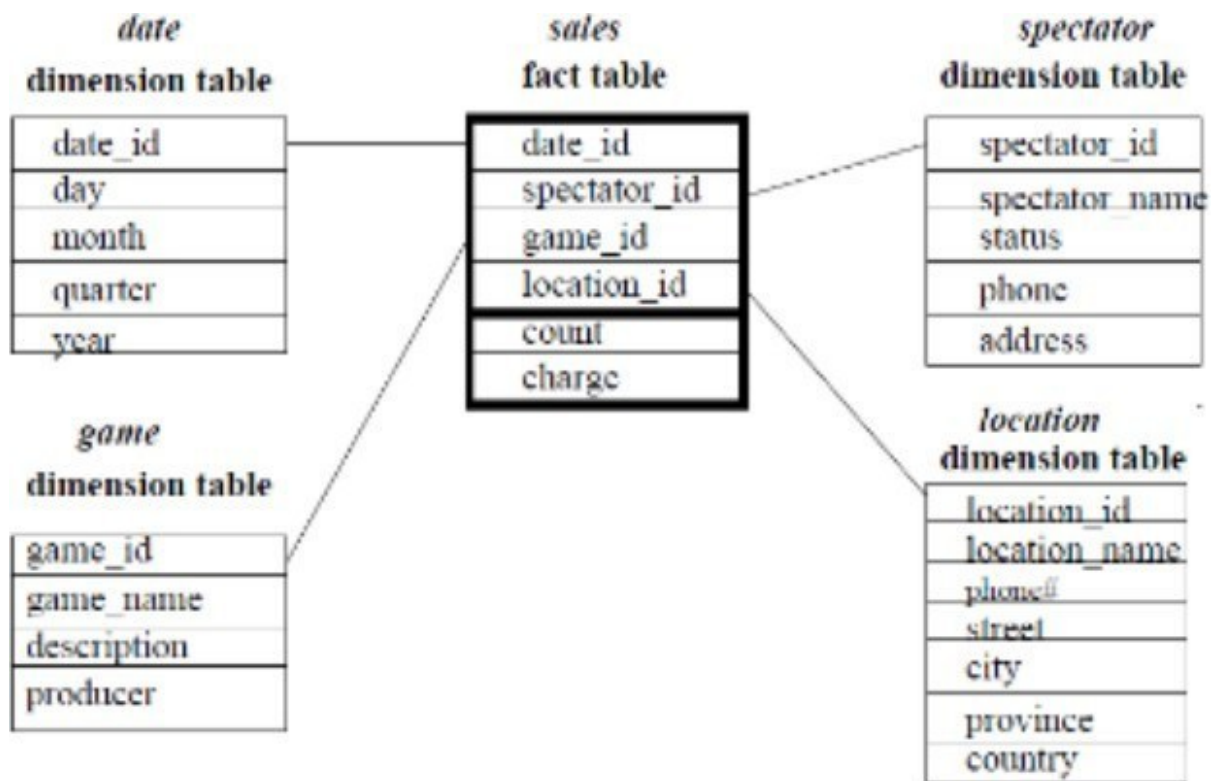 date
dimension table
date_id
day
month
quarter
year
sales
fact table
date_id
spectator_id
game_id
location_id
count
charge
spectator
dimension table
spectator_id
spectator_name
status
phone
address
game
dimension table
game_id
game_name
description
producer
location
dimension table
location_id
location_name
phone#
street
city
province
country